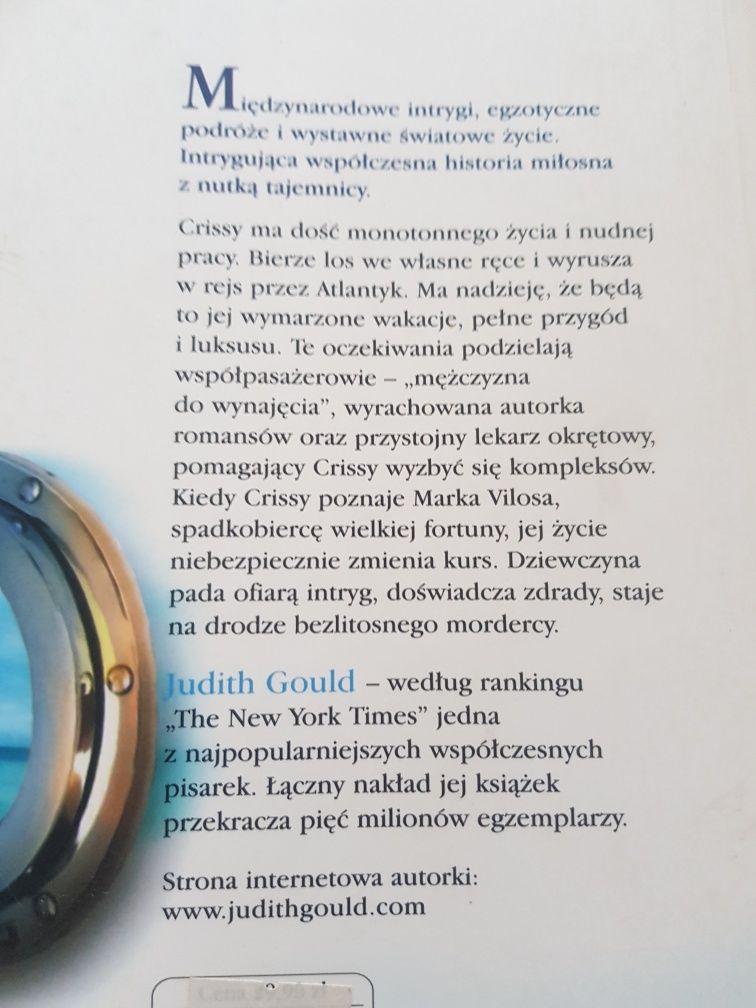 Międzynarodowe intrygi, egzotyczne
podróże i wystawne światowe życie.
Intrygująca współczesna historia miłosna
z nutką tajemnicy.
Crissy ma dość monotonnego życia i nudnej
pracy. Bierze los we własne ręce i wyrusza
w rejs przez Atlantyk. Ma nadzieję, że będą
to jej wymarzone wakacje, pełne przygód
i luksusu. Te oczekiwania podzielają
współpasażerowie – „mężczyzna
do wynajęcia”, wyrachowana autorka
romansów oraz przystojny lekarz okrętowy,
pomagający Crissy wyzbyć się kompleksów.
Kiedy Crissy poznaje Marka Vilosa,
spadkobiercę wielkiej fortuny, jej życie
niebezpiecznie zmienia kurs. Dziewczyna
pada ofiarą intryg, doświadcza zdrady, staje
na drodze bezlitosnego mordercy.
Judith Gould – według rankingu
„The New York Times” jedna
z najpopularniejszych współczesnych
pisarek. Łączny nakład jej książek
przekracza pięć milionów egzemplarzy.
Strona internetowa autorki:
www.judithgould.com
Cena